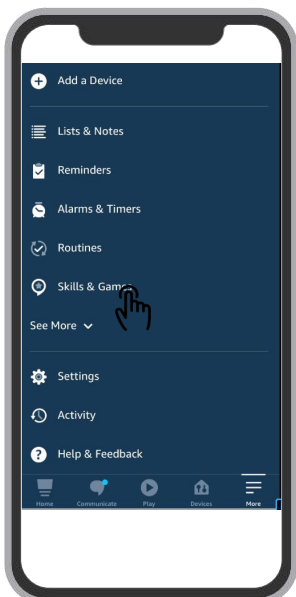 Add a Device
Lists & Notes
Reminders
Alarms & Timers
Routines
Skills & Games
See More
Settings
Activity
Help & Feedback
Home Communicate Play Devices More